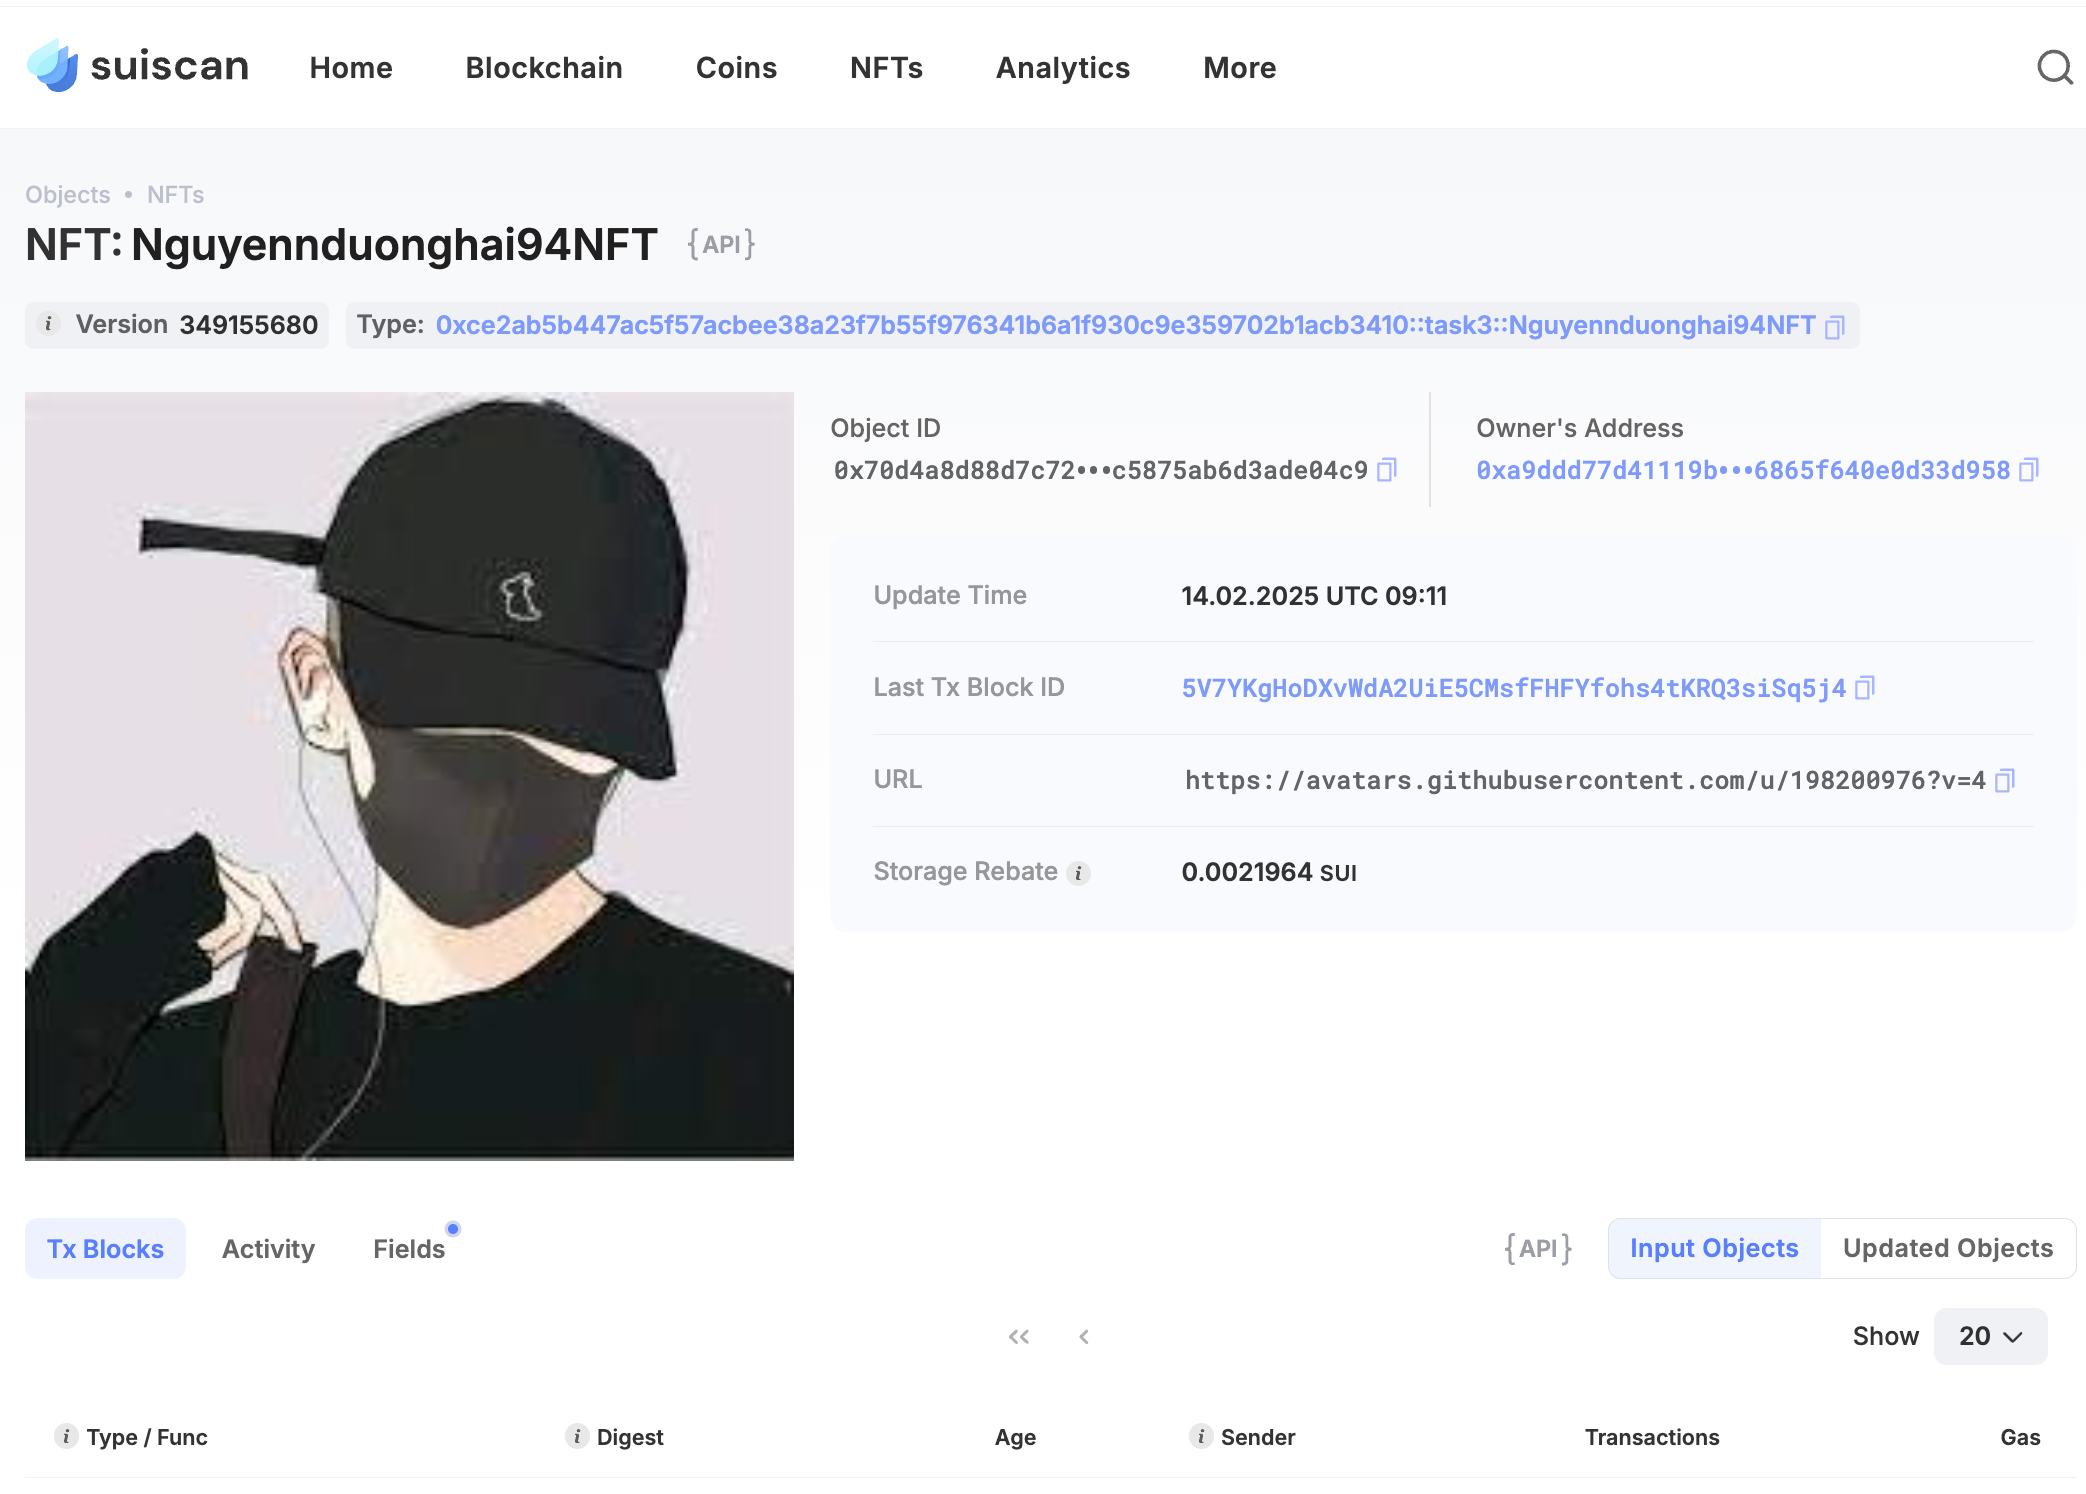 suiscan Home Blockchain Coins NFTs Analytics More
Objects • NFTs
NFT: Nguyennduonghai94NFT {API}
i Version 349155680 Type: 0xce2ab5b447ac5f57acbee38a23f7b55f976341b6a1f930c9e359702b1acb3410::task3::Nguyennduonghai94NFT
Object ID
0x70d4a8d88d7c72•••c5875ab6d3ade04c9
Owner's Address
0xa9ddd77d41119b•••6865f640e0d33d958
Update Time 14.02.2025 UTC 09:11
Last Tx Block ID 5V7YKgHoDXvWdA2UiE5CMsfFHFYfohs4tKRQ3siSq5j4
URL https://avatars.githubusercontent.com/u/198200976?v=4
Storage Rebate i 0.0021964 SUI
Tx Blocks Activity Fields {API} Input Objects Updated Objects
Show 20
i Type / Func i Digest Age i Sender Transactions Gas